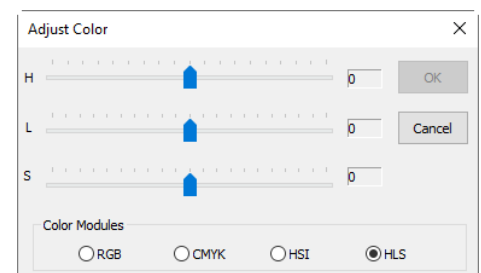 Adjust Color
H 0 OK
L 0 Cancel
S 0
Color Modules
RGB CMYK HSI HLS